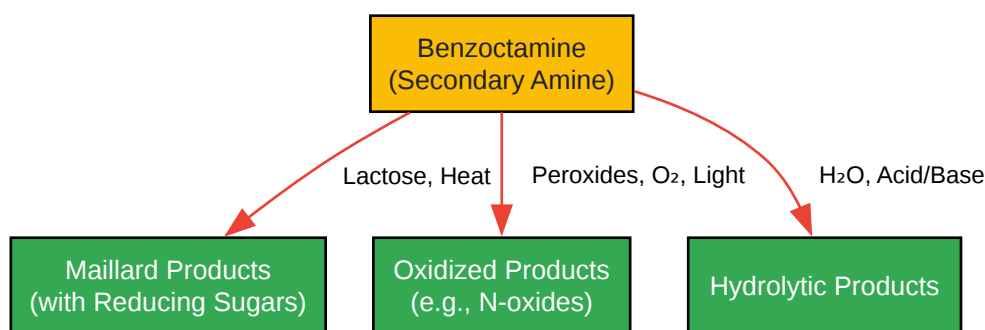 Benzoctamine
(Secondary Amine)
Lactose, Heat
Peroxides, O₂, Light
H₂O, Acid/Base
Maillard Products
(with Reducing Sugars)
Oxidized Products
(e.g., N-oxides)
Hydrolytic Products